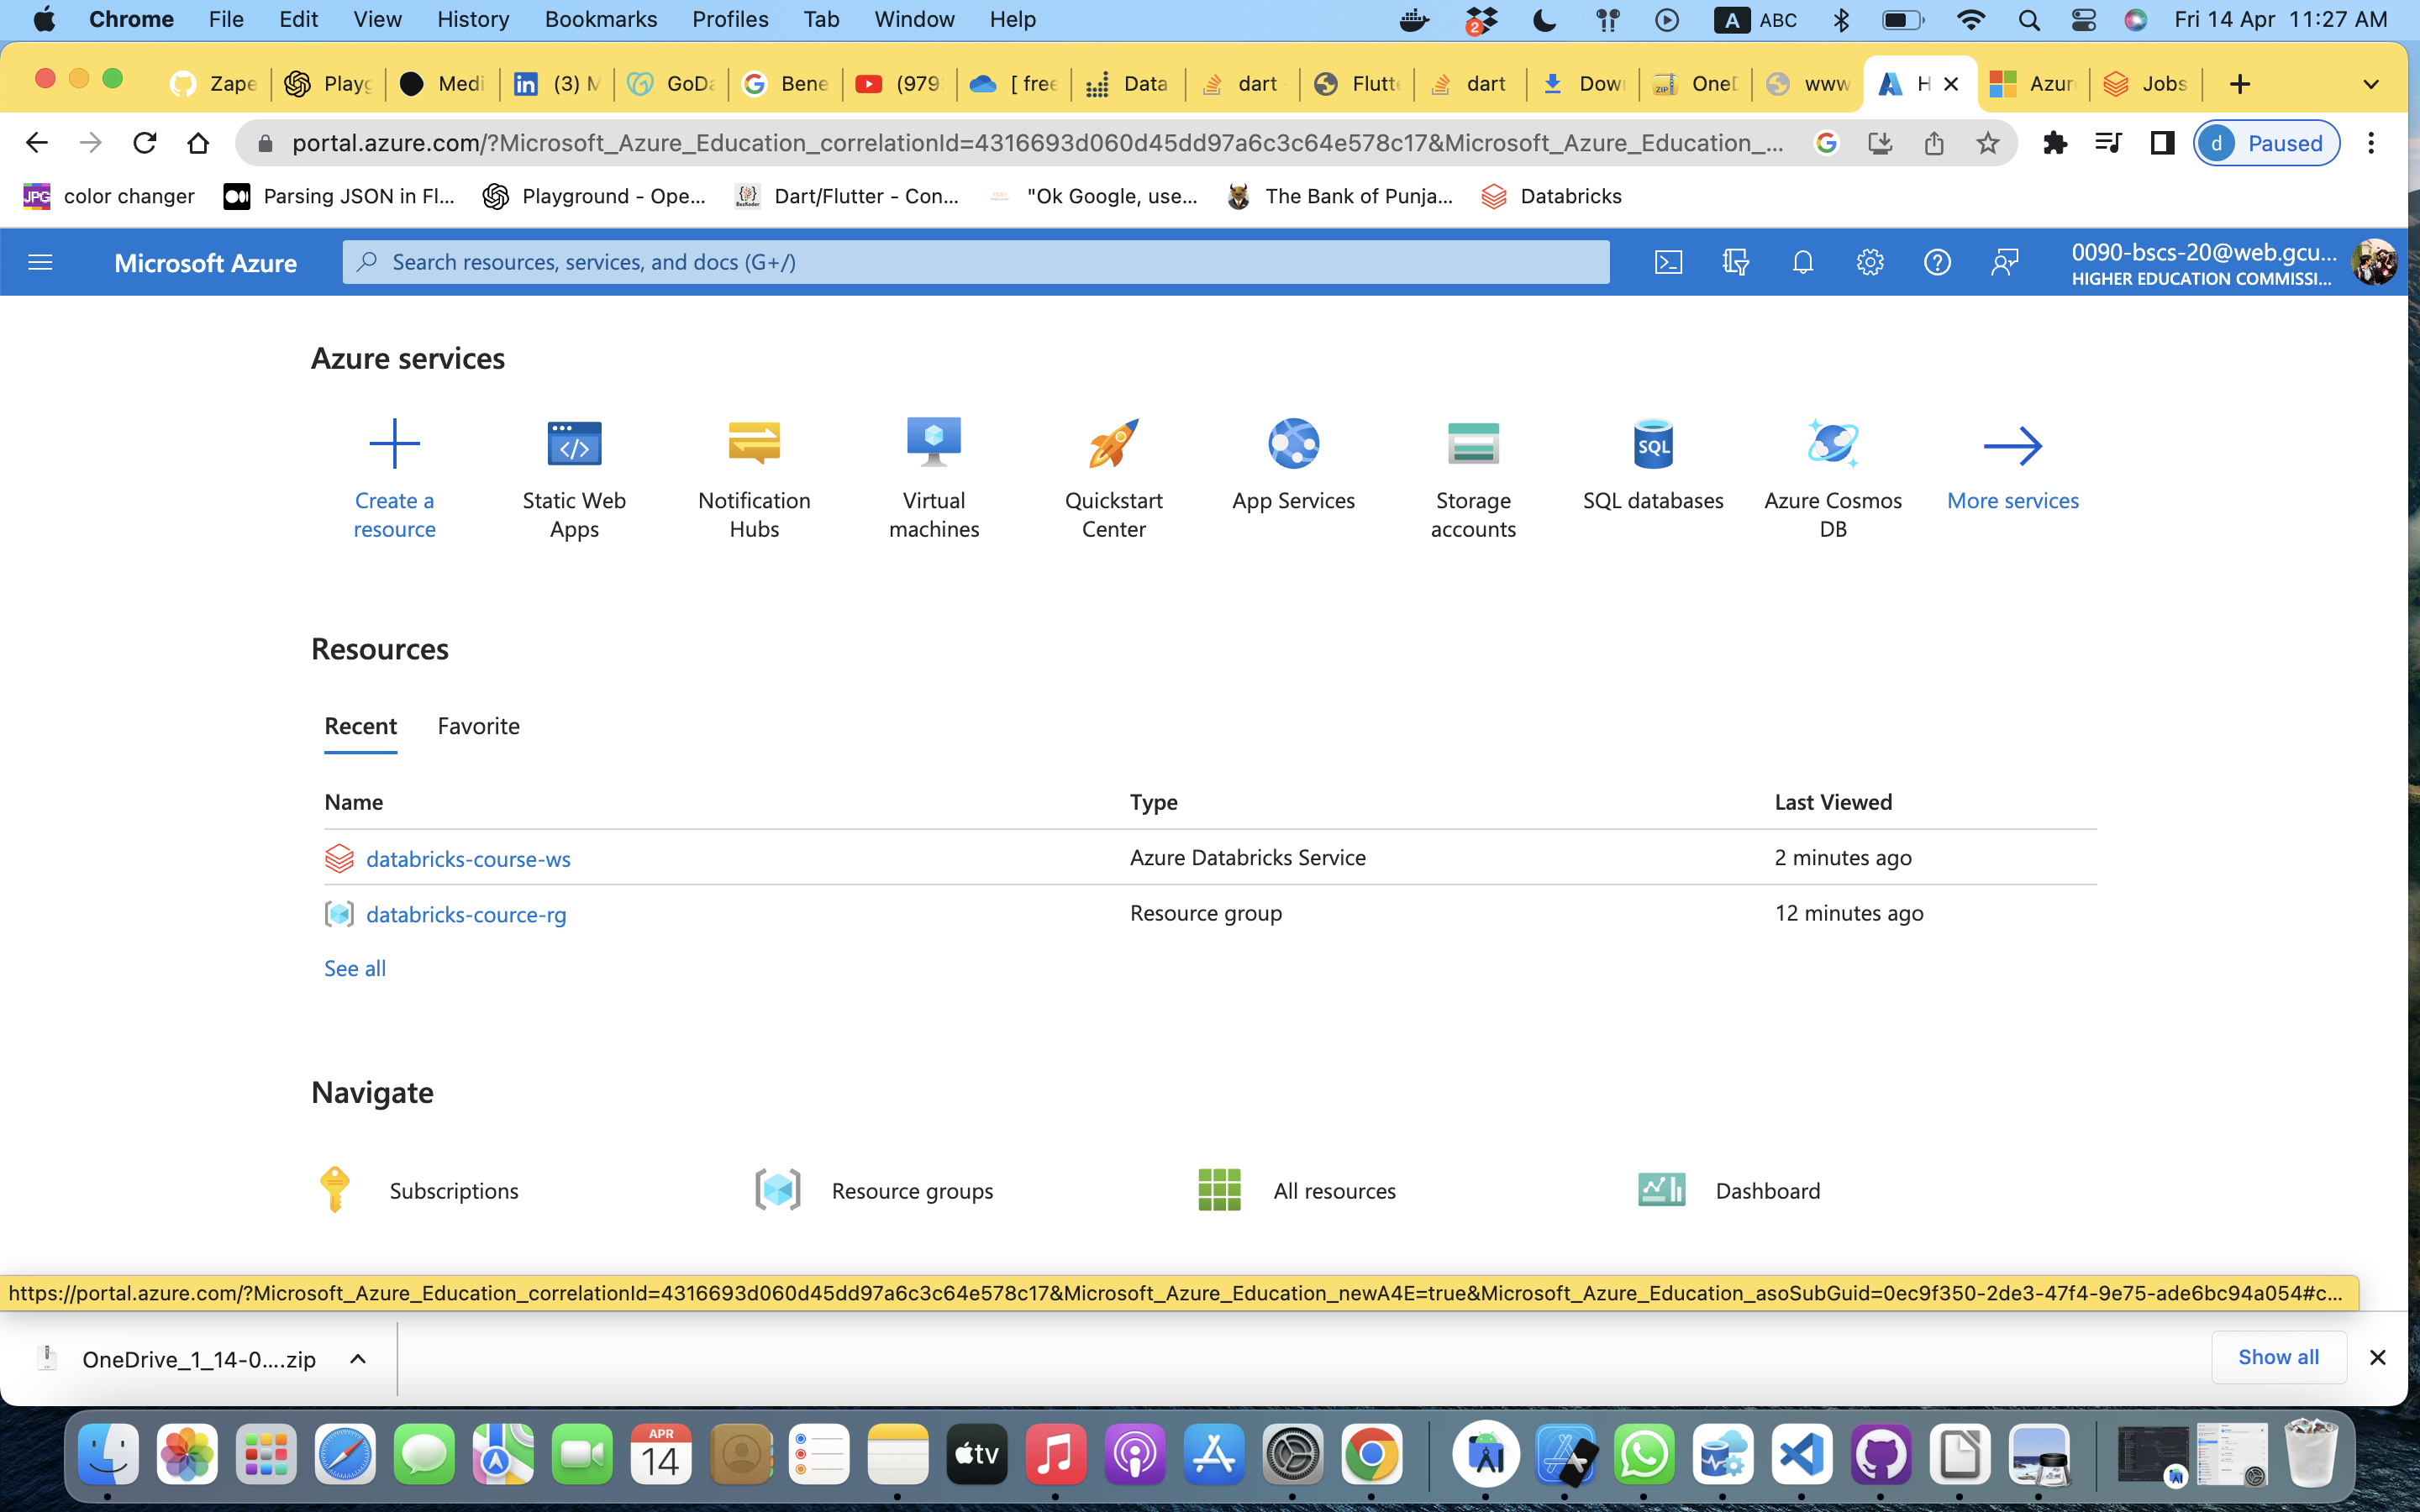 Chrome File Edit View History Bookmarks Profiles Tab Window Help 2 A ABC Fri 14 Apr 11:27 AM
Zape Playg Medi (3) M GoDa Bene (979 [ free Data dart Flutte dart Dow OneD www H Azur Jobs
portal.azure.com/?Microsoft_Azure_Education_correlationId=4316693d060d45dd97a6c3c64e578c17&Microsoft_Azure_Education_... d Paused
color changer Parsing JSON in Fl... Playground - Ope... Dart/Flutter - Con... "Ok Google, use... The Bank of Punja... Databricks
Microsoft Azure Search resources, services, and docs (G+/) 0090-bscs-20@web.gcu...
HIGHER EDUCATION COMMISSI...
Azure services
Create a resource
Static Web Apps
Notification Hubs
Virtual machines
Quickstart Center
App Services
Storage accounts
SQL
SQL databases
Azure Cosmos DB
More services
Resources
Recent Favorite
Name Type Last Viewed
databricks-course-ws Azure Databricks Service 2 minutes ago
databricks-cource-rg Resource group 12 minutes ago
See all
Navigate
Subscriptions Resource groups All resources Dashboard
https://portal.azure.com/?Microsoft_Azure_Education_correlationId=4316693d060d45dd97a6c3c64e578c17&Microsoft_Azure_Education_newA4E=true&Microsoft_Azure_Education_asoSubGuid=0ec9f350-2de3-47f4-9e75-ade6bc94a054#c...
OneDrive_1_14-0....zip Show all
APR
14
tv